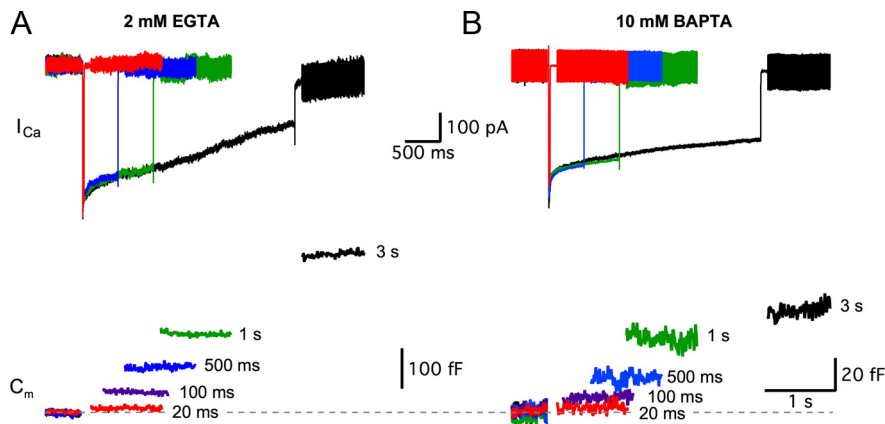 A
2 mM EGTA
B
10 mM BAPTA
I Ca
100 pA
500 ms
3 s
1 s
500 ms
100 ms
20 ms
100 fF
C m
3 s
1 s
500 ms
100 ms
20 ms
20 fF
1 s